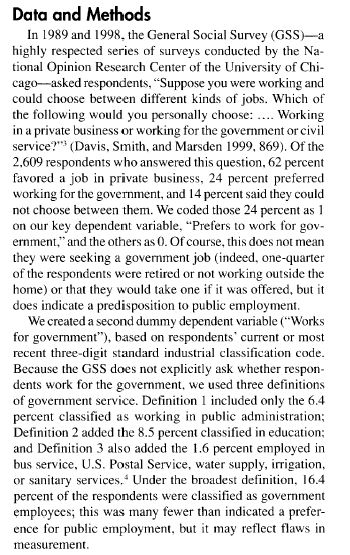 Data and Methods
In 1989 and 1998, the General Social Survey (GSS)—a
highly respected series of surveys conducted by the Na-
tional Opinion Research Center of the University of Chi-
cago—asked respondents, “Suppose you were working and
could choose between different kinds of jobs. Which of
the following would you personally choose: .... Working
in a private business or working for the government or civil
service?”³ (Davis, Smith, and Marsden 1999, 869). Of the
2,609 respondents who answered this question, 62 percent
favored a job in private business, 24 percent preferred
working for the government, and 14 percent said they could
not choose between them. We coded those 24 percent as 1
on our key dependent variable, “Prefers to work for gov-
ernment,” and the others as 0. Of course, this does not mean
they were seeking a government job (indeed, one-quarter
of the respondents were retired or not working outside the
home) or that they would take one if it was offered, but it
does indicate a predisposition to public employment.
We created a second dummy dependent variable (“Works
for government”), based on respondents’ current or most
recent three-digit standard industrial classification code.
Because the GSS does not explicitly ask whether respon-
dents work for the government, we used three definitions
of government service. Definition 1 included only the 6.4
percent classified as working in public administration;
Definition 2 added the 8.5 percent classified in education;
and Definition 3 also added the 1.6 percent employed in
bus service, U.S. Postal Service, water supply, irrigation,
or sanitary services.⁴ Under the broadest definition, 16.4
percent of the respondents were classified as government
employees; this was many fewer than indicated a prefer-
ence for public employment, but it may reflect flaws in
measurement.